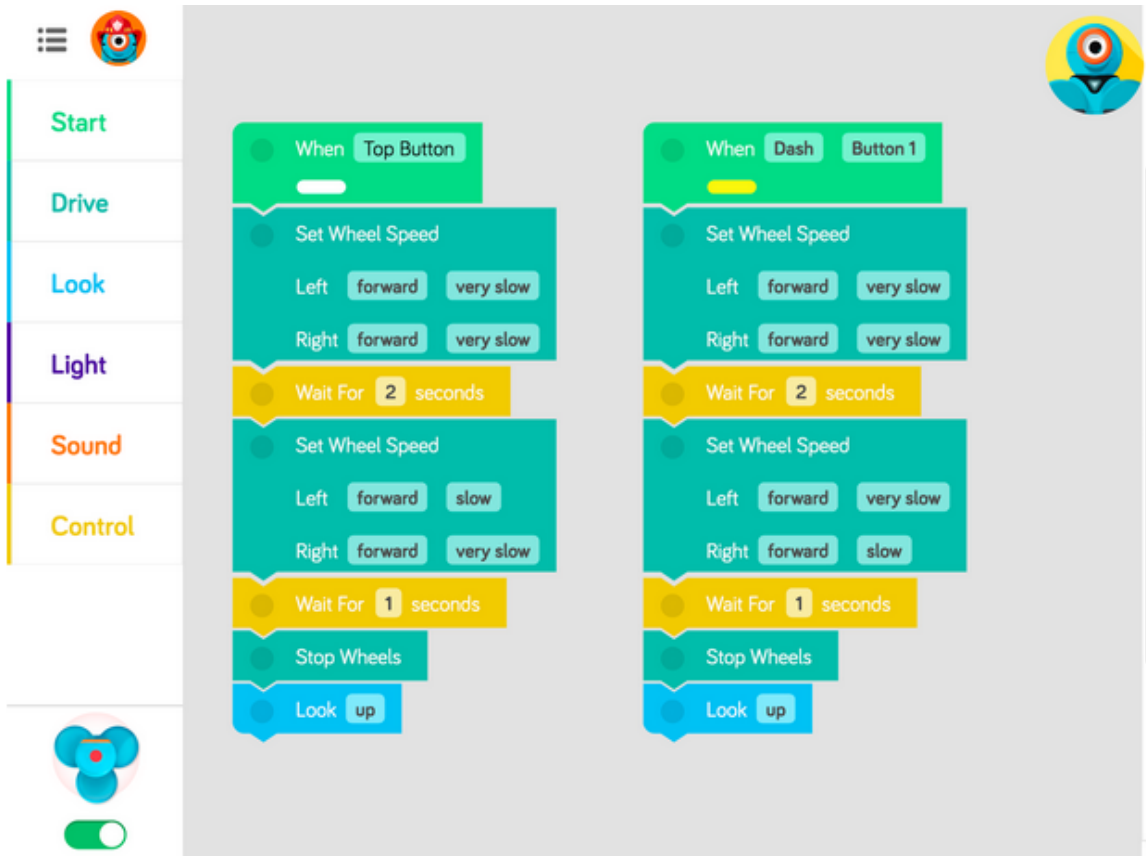 Start
Drive
Look
Light
Sound
Control
When Top Button
Set Wheel Speed
Left forward very slow
Right forward very slow
Wait For 2 seconds
Set Wheel Speed
Left forward slow
Right forward very slow
Wait For 1 seconds
Stop Wheels
Look up
When Dash Button 1
Set Wheel Speed
Left forward very slow
Right forward very slow
Wait For 2 seconds
Set Wheel Speed
Left forward very slow
Right forward slow
Wait For 1 seconds
Stop Wheels
Look up